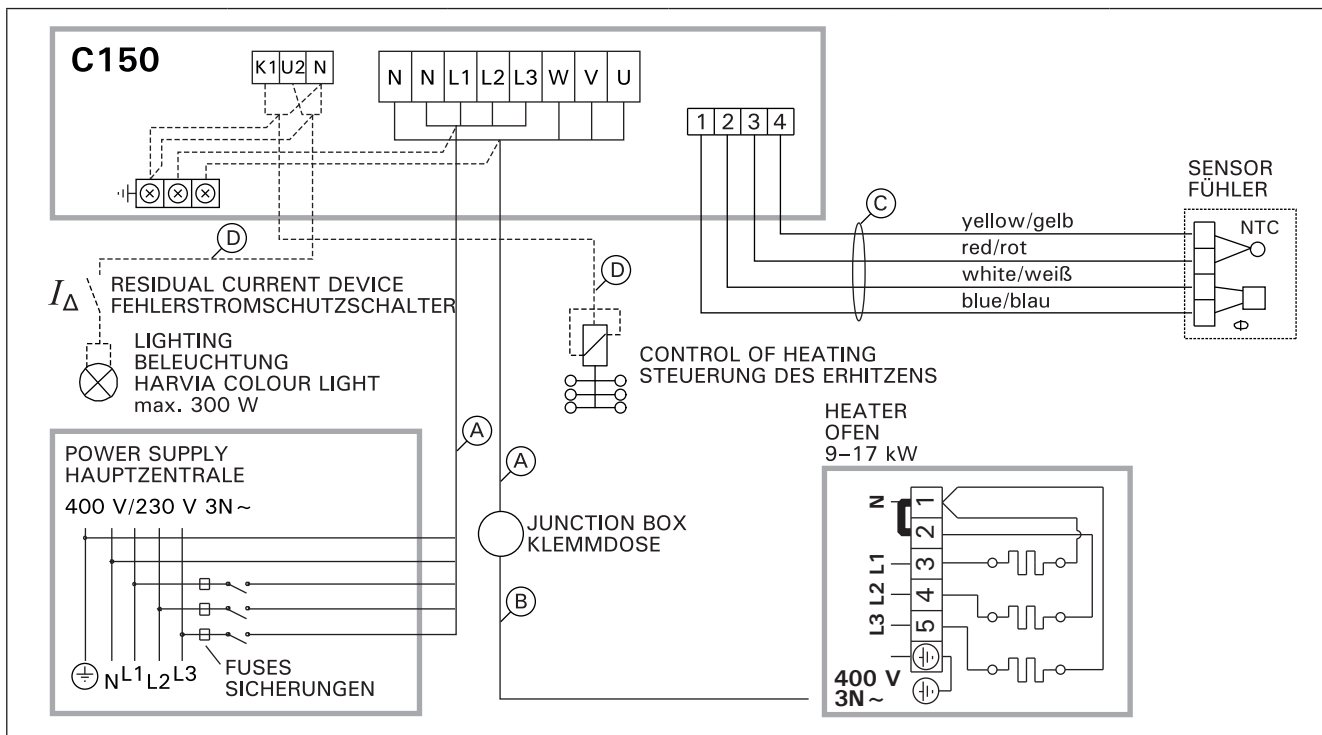 C150
K1 U2 N
N N L1 L2 L3 W V U
1 2 3 4
SENSOR
FÜHLER
NTC
C
yellow/gelb
red/rot
white/weiß
blue/blau
Φ
D
IΔ
RESIDUAL CURRENT DEVICE
FEHLERSTROMSCHUTZSCHALTER
LIGHTING
BELEUCHTUNG
HARVIA COLOUR LIGHT
max. 300 W
D
CONTROL OF HEATING
STEUERUNG DES ERHITZENS
A
A
JUNCTION BOX
KLEMMDOSE
B
POWER SUPPLY
HAUPTZENTRALE
400 V/230 V 3N~
N L1 L2 L3
FUSES
SICHERUNGEN
HEATER
OFEN
9–17 kW
N 1
2
L1 3
L2 4
L3 5
400 V
3N~